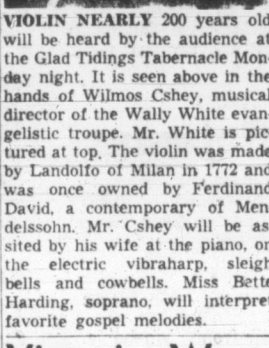 VIOLIN NEARLY 200 years old
will be heard by the audience at
the Glad Tidings Tabernacle Mon-
day night. It is seen above in the
hands of Wilmos Cshey, musical
director of the Wally White evan-
gelistic troupe. Mr. White is pic
tured at top. The violin was made
by Landolfo of Milan in 1772 and
was once owned by Ferdinand
David, a contemporary of Men
delssohn. Mr. Cshey will be as
sited by his wife at the piano, or
the electric vibraharp, sleigh
bells and cowbells. Miss Bette
Harding, soprano, will interpre
favorite gospel melodies.